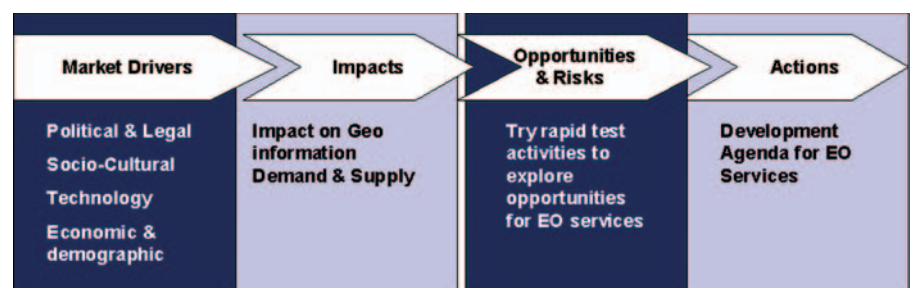 Market Drivers
Impacts
Opportunities
& Risks
Actions
Political & Legal
Socio-Cultural
Technology
Economic &
demographic
Impact on Geo
information
Demand & Supply
Try rapid test
activities to
explore
opportunities
for EO services
Development
Agenda for EO
Services